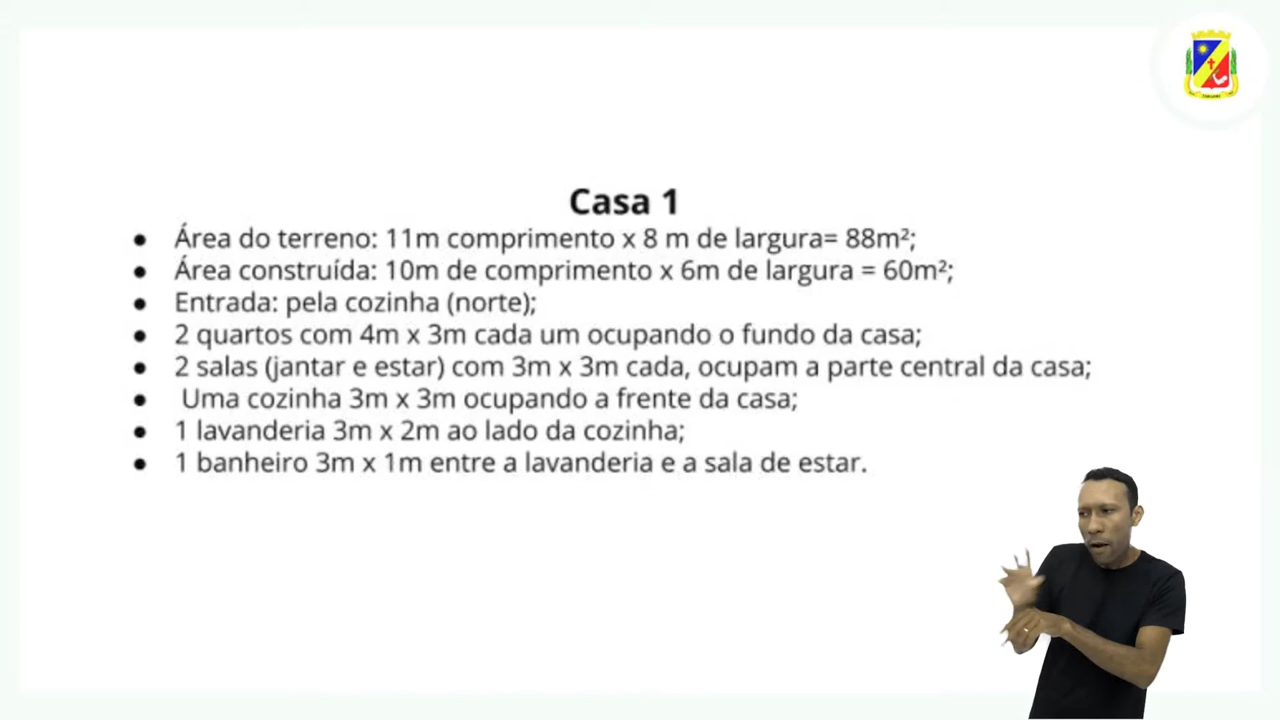 Casa 1
● Área do terreno: 11m comprimento x 8 m de largura= 88m²;
● Área construída: 10m de comprimento x 6m de largura = 60m²;
● Entrada: pela cozinha (norte);
● 2 quartos com 4m x 3m cada um ocupando o fundo da casa;
● 2 salas (jantar e estar) com 3m x 3m cada, ocupam a parte central da casa;
● Uma cozinha 3m x 3m ocupando a frente da casa;
● 1 lavanderia 3m x 2m ao lado da cozinha;
● 1 banheiro 3m x 1m entre a lavanderia e a sala de estar.